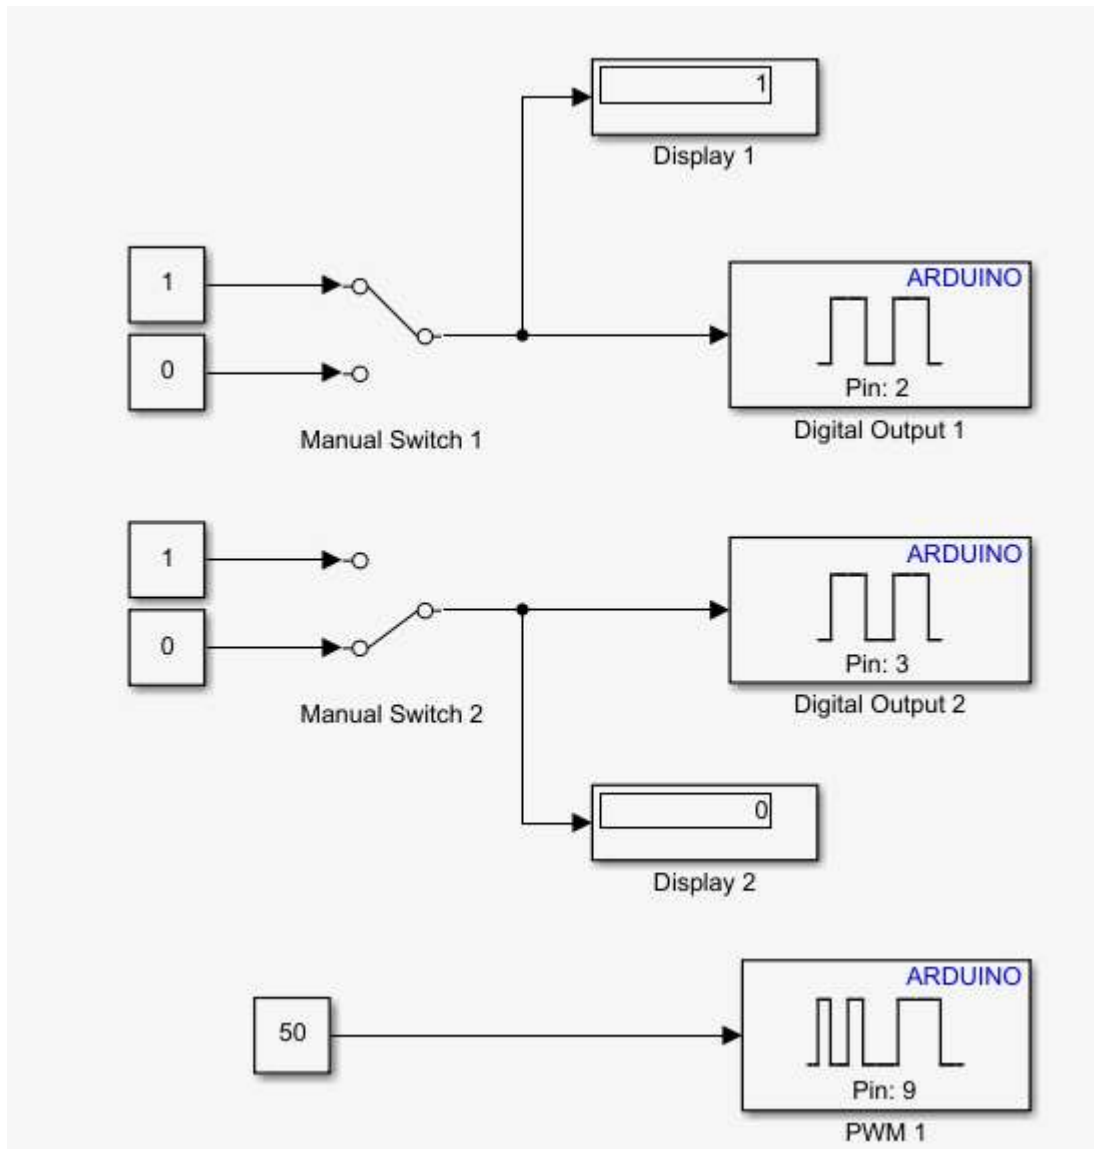 1
Display 1
1
0
Manual Switch 1
ARDUINO
Pin: 2
Digital Output 1
1
0
Manual Switch 2
ARDUINO
Pin: 3
Digital Output 2
0
Display 2
50
ARDUINO
Pin: 9
PWM 1